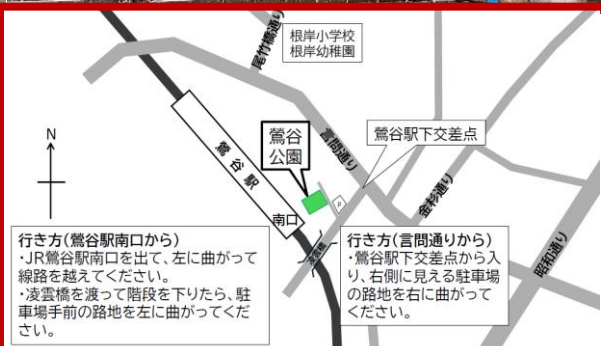 尾竹橋通り
根岸小学校
根岸幼稚園
N
鶯谷駅
鶯谷
公園
言問通り
鶯谷駅下交差点
金杉通り
昭和通り
南口
P
凌雲橋
行き方(鶯谷駅南口から)
・JR鶯谷駅南口を出て、左に曲がって
線路を越えてください。
・凌雲橋を渡って階段を下りたら、駐
車場手前の路地を左に曲がってくだ
さい。
行き方(言問通りから)
・鶯谷駅下交差点から入
り、右側に見える駐車場
の路地を右に曲がって
ください。